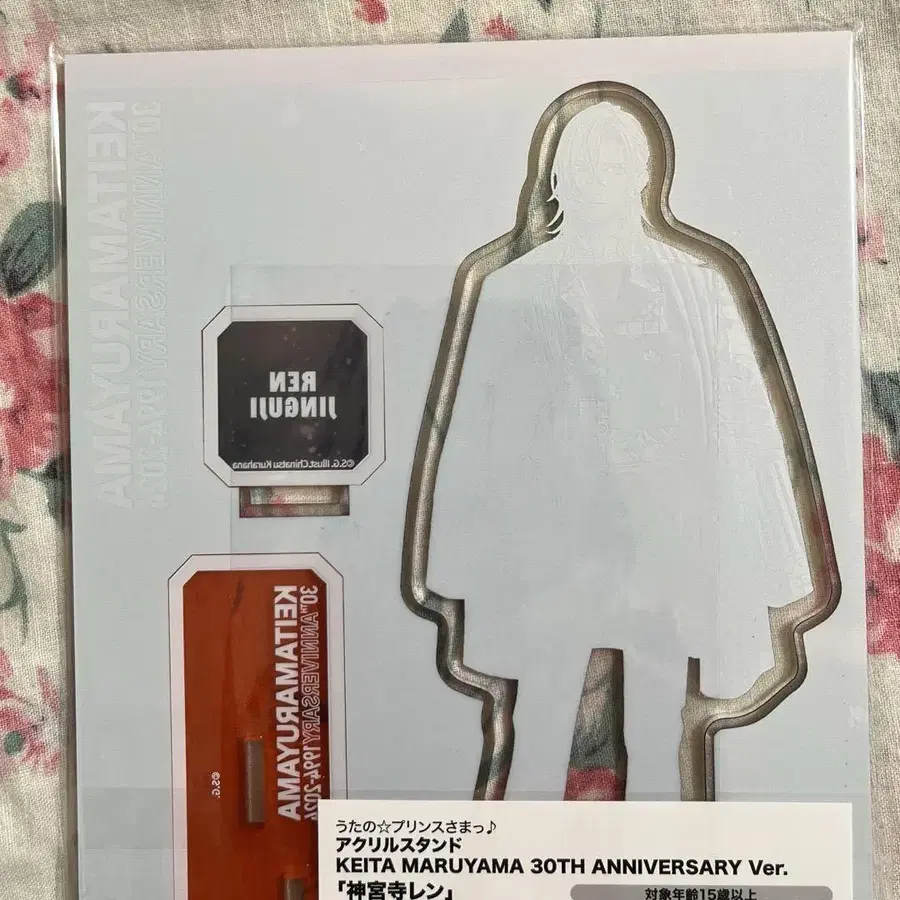 KEITAMARUYAMA
30TH ANNIVERSARY 1994-2024
REN
JINGUJI
©S.G. Illust.Chinatsu Kurahana
KEITAMARUYAMA
30TH ANNIVERSARY 1994-2024
©S.G.
うたの☆プリンスさまっ♪
アクリルスタンド
KEITA MARUYAMA 30TH ANNIVERSARY Ver.
「神宮寺レン」
対象年齢15歳以上